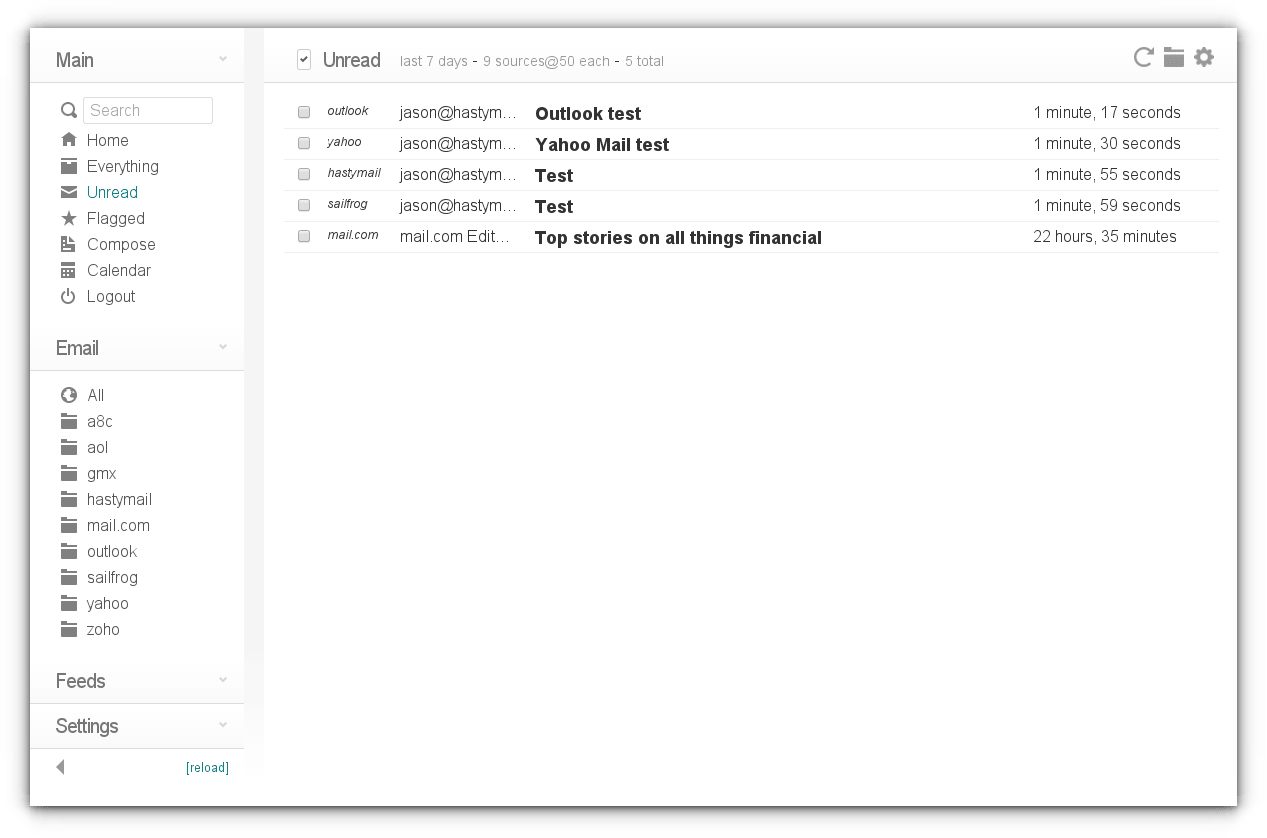 Main
Search
Home
Everything
Unread
Flagged
Compose
Calendar
Logout
Email
All
a8c
aol
gmx
hastymail
mail.com
outlook
sailfrog
yahoo
zoho
Feeds
Settings
[reload]
Unread last 7 days - 9 sources@50 each - 5 total
outlook jason@hastym... Outlook test 1 minute, 17 seconds
yahoo jason@hastym... Yahoo Mail test 1 minute, 30 seconds
hastymail jason@hastym... Test 1 minute, 55 seconds
sailfrog jason@hastym... Test 1 minute, 59 seconds
mail.com mail.com Edit... Top stories on all things financial 22 hours, 35 minutes